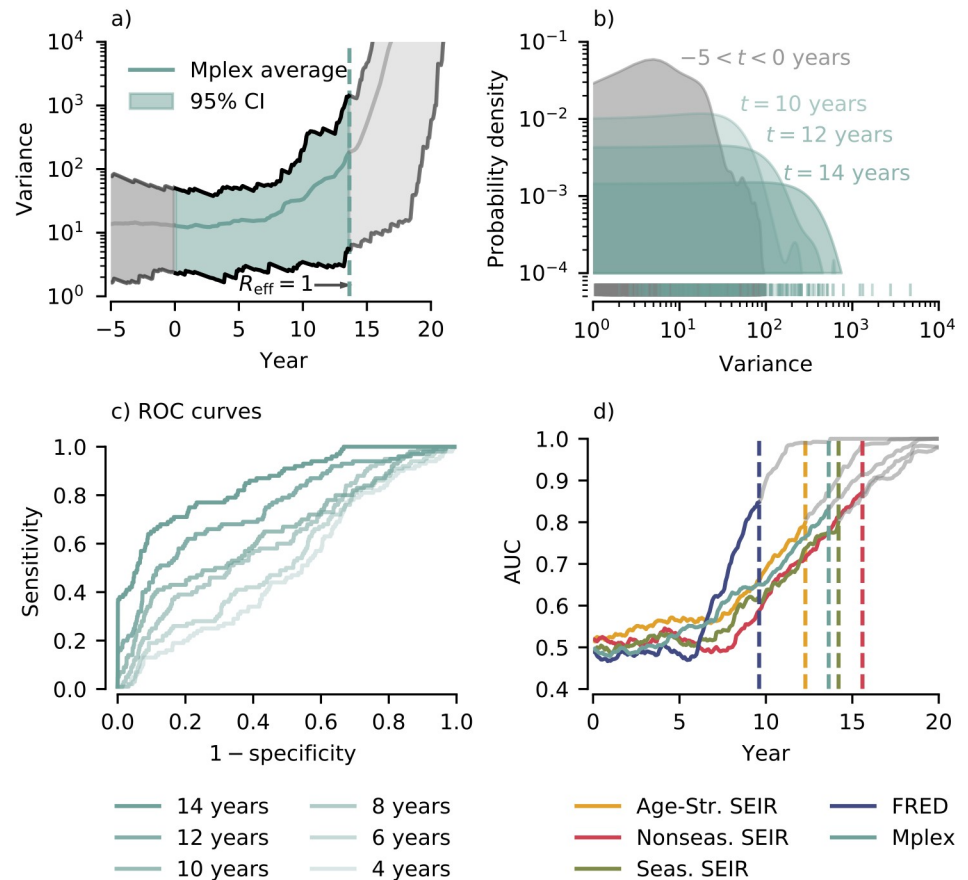 a)
10^4
10^3
10^2
10^1
10^0
Variance
Mplex average
95% CI
R_eff = 1
−5 0 5 10 15 20
Year
b)
10^−1
10^−2
10^−3
10^−4
Probability density
−5 < t < 0 years
t = 10 years
t = 12 years
t = 14 years
10^0 10^1 10^2 10^3 10^4
Variance
c) ROC curves
1.0
0.8
0.6
0.4
0.2
0.0
Sensitivity
0.0 0.2 0.4 0.6 0.8 1.0
1 − specificity
14 years
12 years
10 years
8 years
6 years
4 years
d)
1.0
0.9
0.8
0.7
0.6
0.5
0.4
AUC
0 5 10 15 20
Year
Age-Str. SEIR
Nonseas. SEIR
Seas. SEIR
FRED
Mplex